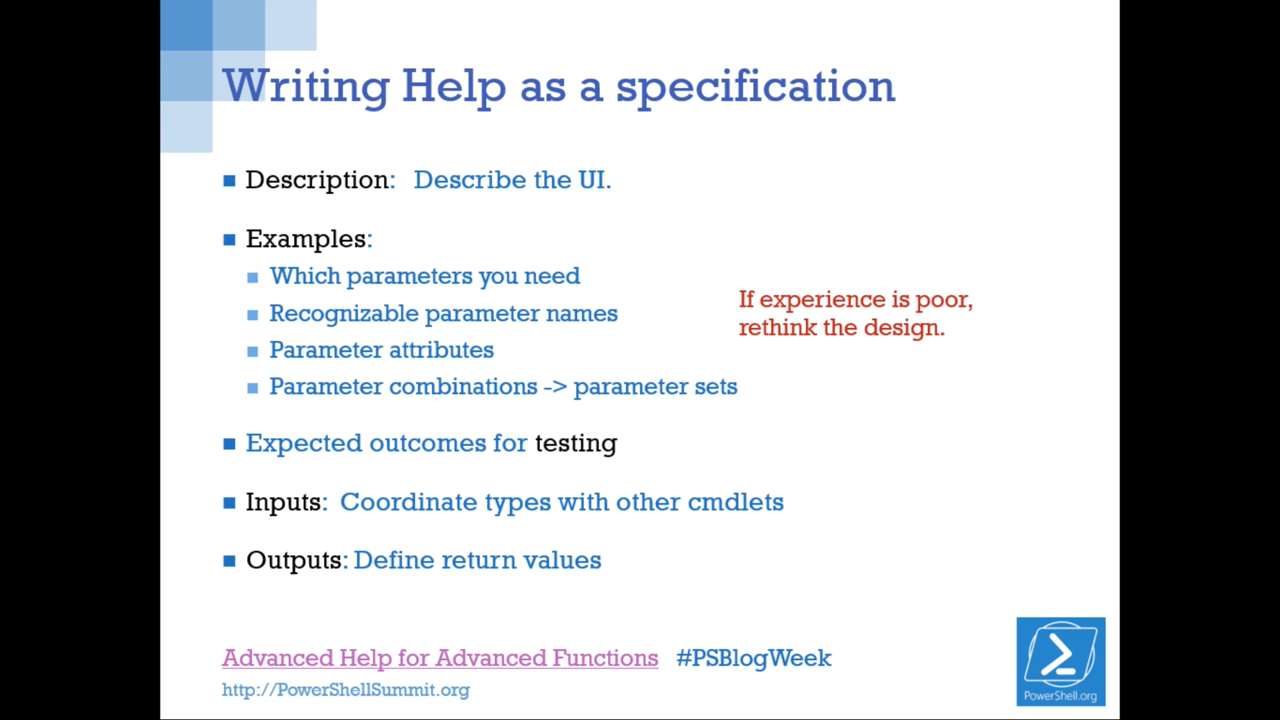 Writing Help as a specification
Description: Describe the UI.
Examples:
Which parameters you need
Recognizable parameter names
Parameter attributes
Parameter combinations -> parameter sets
If experience is poor,
rethink the design.
Expected outcomes for testing
Inputs: Coordinate types with other cmdlets
Outputs: Define return values
Advanced Help for Advanced Functions #PSBlogWeek
http://PowerShellSummit.org
PowerShell.org